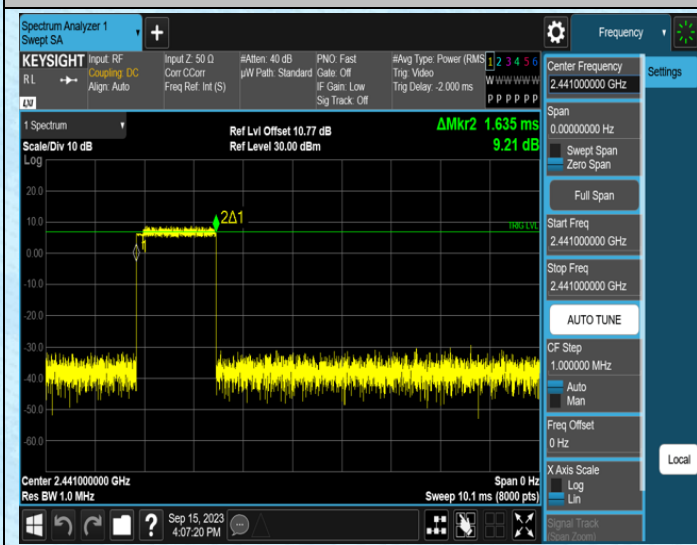 Spectrum Analyzer 1
Swept SA
Frequency
KEYSIGHT
RL
LXI
Input: RF
Coupling: DC
Align: Auto
Input Z: 50 Ω
Corr CCorr
Freq Ref: Int (S)
#Atten: 40 dB
µW Path: Standard
PNO: Fast
Gate: Off
IF Gain: Low
Sig Track: Off
#Avg Type: Power (RMS
Trig: Video
Trig Delay: -2.000 ms
1 2 3 4 5 6
W W W W W W
P P P P P P
1 Spectrum
Scale/Div 10 dB
Log
Ref Lvl Offset 10.77 dB
Ref Level 30.00 dBm
ΔMkr2 1.635 ms
9.21 dB
20.0
10.0
0.00
-10.0
-20.0
-30.0
-40.0
-50.0
-60.0
2Δ1
TRIG LVL
Center 2.441000000 GHz
Res BW 1.0 MHz
Span 0 Hz
Sweep 10.1 ms (8000 pts)
Sep 15, 2023
4:07:20 PM
Center Frequency
2.441000000 GHz
Settings
Span
0.00000000 Hz
Swept Span
Zero Span
Full Span
Start Freq
2.441000000 GHz
Stop Freq
2.441000000 GHz
AUTO TUNE
CF Step
1.000000 MHz
Auto
Man
Freq Offset
0 Hz
Local
X Axis Scale
Log
Lin
Signal Track
(Span Zoom)